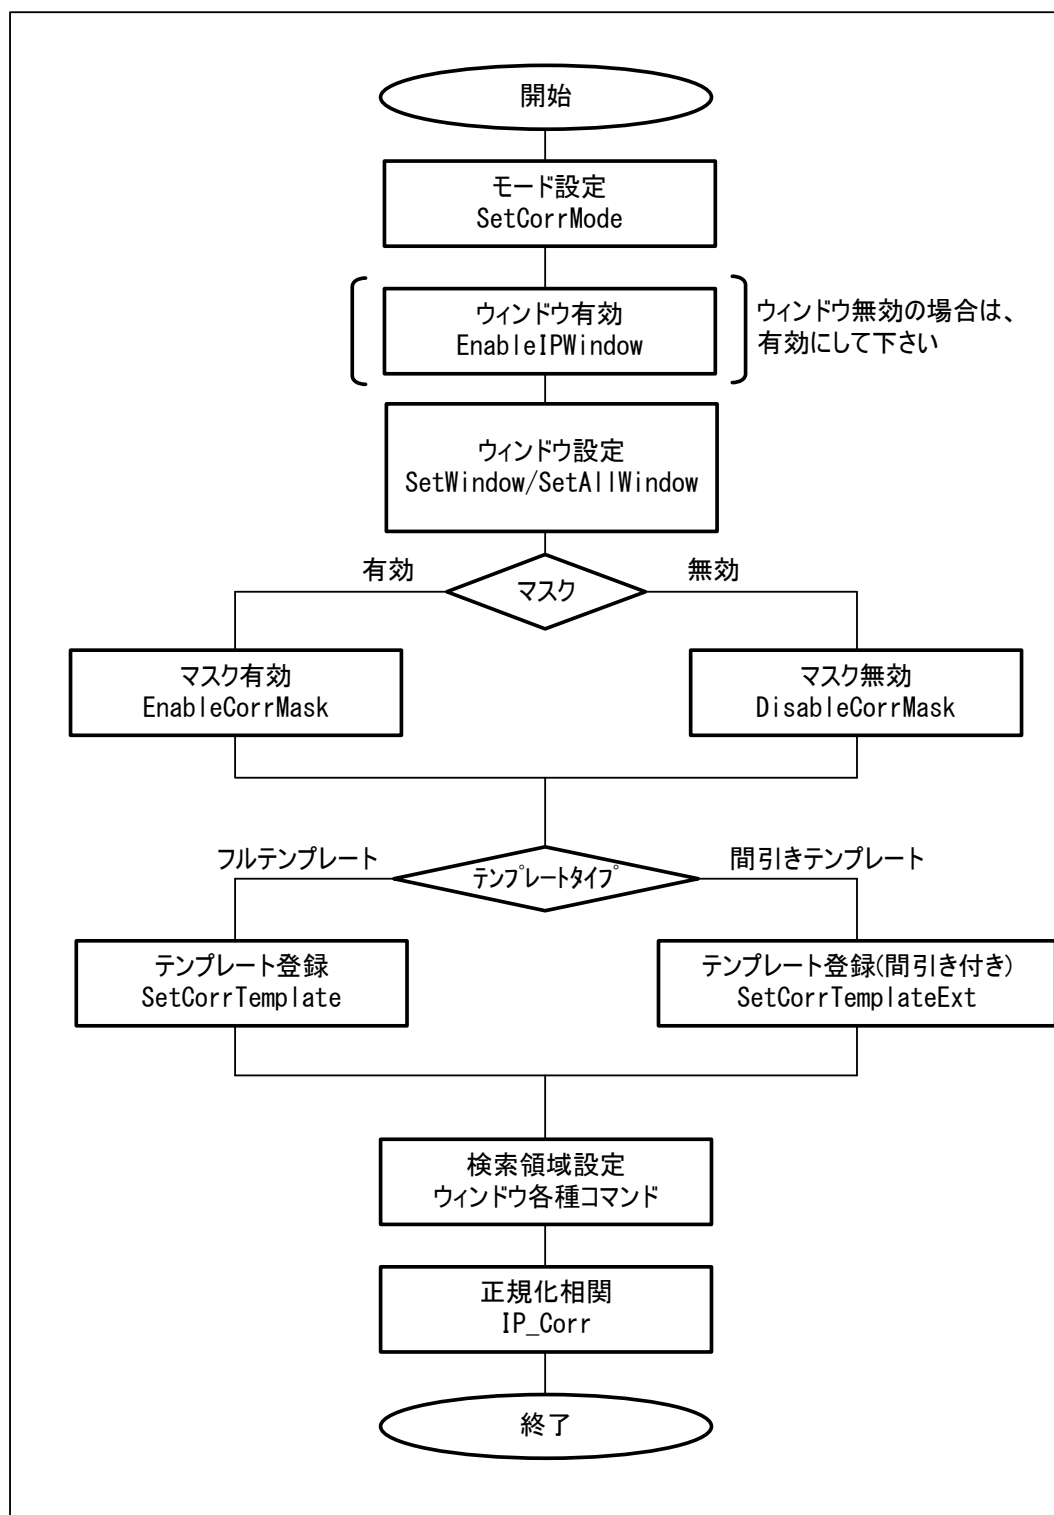 開始
モード設定
SetCorrMode
ウィンドウ有効
EnableIPWindow
ウィンドウ無効の場合は、
有効にして下さい
ウィンドウ設定
SetWindow/SetAllWindow
有効
マスク
無効
マスク有効
EnableCorrMask
マスク無効
DisableCorrMask
フルテンプレート
テンプレートタイプ
間引きテンプレート
テンプレート登録
SetCorrTemplate
テンプレート登録(間引き付き)
SetCorrTemplateExt
検索領域設定
ウィンドウ各種コマンド
正規化相関
IP_Corr
終了